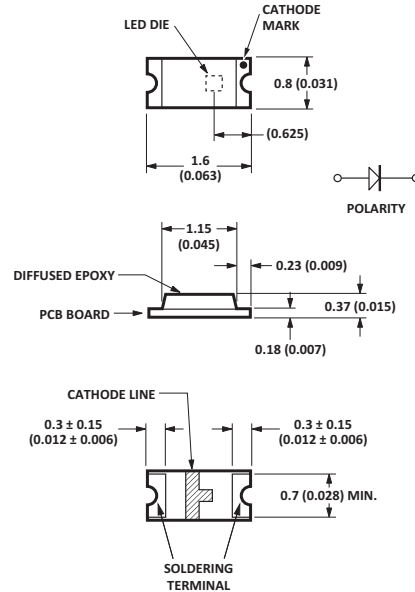 CATHODE
MARK
LED DIE
0.8 (0.031)
(0.625)
1.6
(0.063)
POLARITY
1.15
(0.045)
DIFFUSED EPOXY
0.23 (0.009)
0.37 (0.015)
PCB BOARD
0.18 (0.007)
CATHODE LINE
0.3 ± 0.15
(0.012 ± 0.006)
0.3 ± 0.15
(0.012 ± 0.006)
0.7 (0.028) MIN.
SOLDERING
TERMINAL